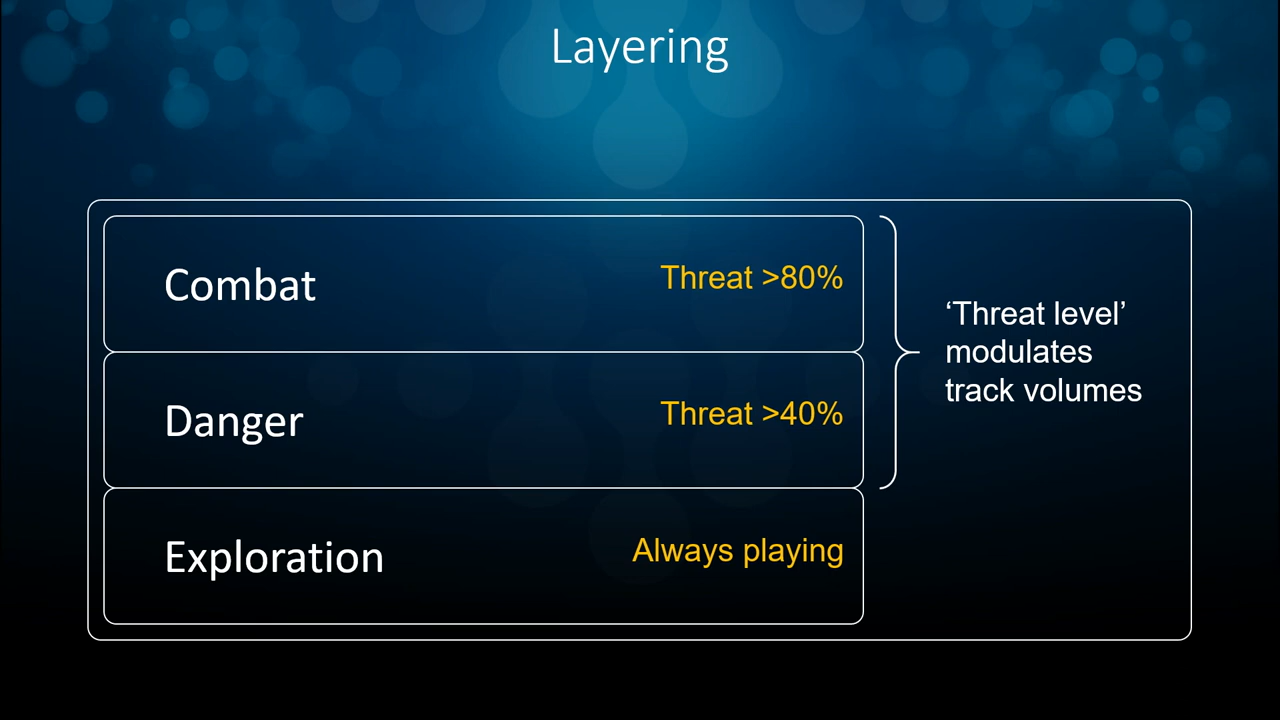 Layering
Combat
Threat >80%
Danger
Threat >40%
Exploration
Always playing
‘Threat level’
modulates
track volumes